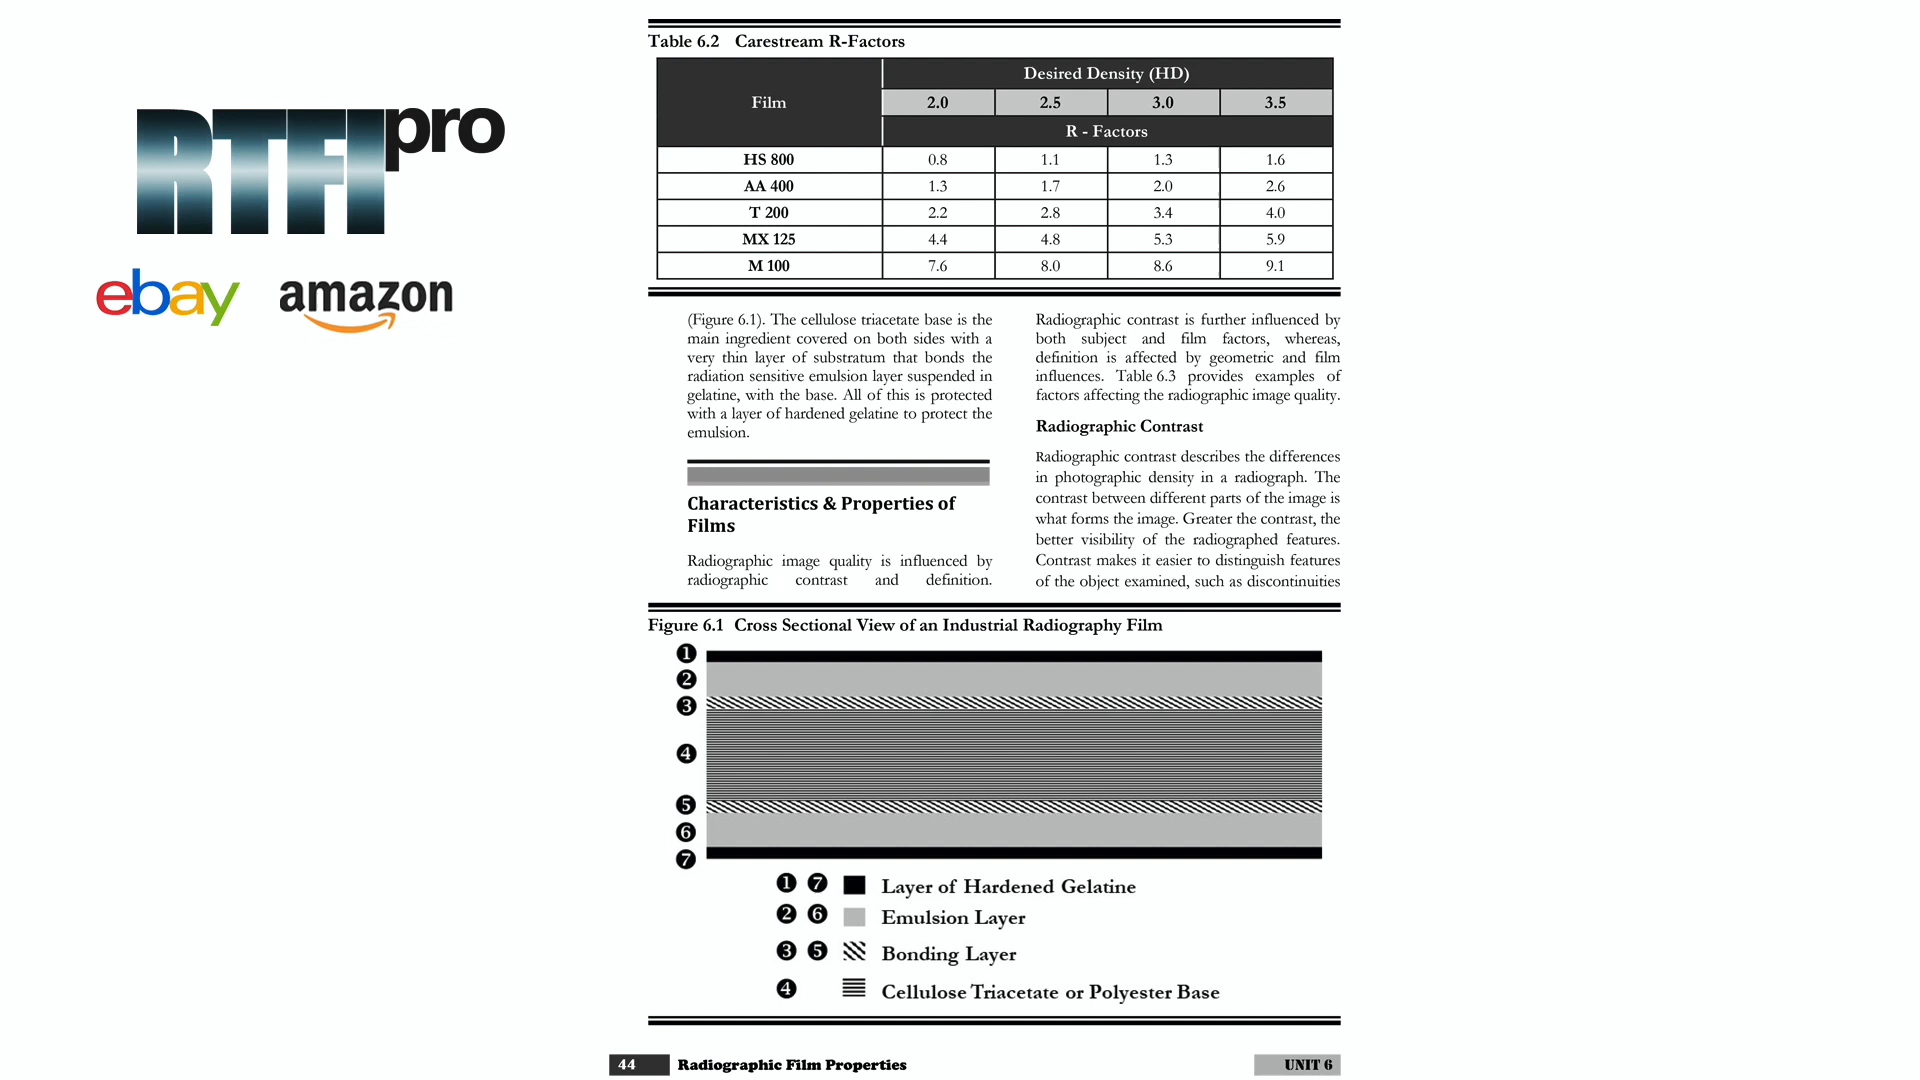 RTFI pro
ebay amazon
Table 6.2 Carestream R-Factors
Film
Desired Density (HD)
2.0 2.5 3.0 3.5
R - Factors
HS 800 0.8 1.1 1.3 1.6
AA 400 1.3 1.7 2.0 2.6
T 200 2.2 2.8 3.4 4.0
MX 125 4.4 4.8 5.3 5.9
M 100 7.6 8.0 8.6 9.1
(Figure 6.1). The cellulose triacetate base is the
main ingredient covered on both sides with a
very thin layer of substratum that bonds the
radiation sensitive emulsion layer suspended in
gelatine, with the base. All of this is protected
with a layer of hardened gelatine to protect the
emulsion.
Characteristics & Properties of
Films
Radiographic image quality is influenced by
radiographic contrast and definition.
Radiographic contrast is further influenced by
both subject and film factors, whereas,
definition is affected by geometric and film
influences. Table 6.3 provides examples of
factors affecting the radiographic image quality.
Radiographic Contrast
Radiographic contrast describes the differences
in photographic density in a radiograph. The
contrast between different parts of the image is
what forms the image. Greater the contrast, the
better visibility of the radiographed features.
Contrast makes it easier to distinguish features
of the object examined, such as discontinuities
Figure 6.1 Cross Sectional View of an Industrial Radiography Film
1
2
3
4
5
6
7
1 7 Layer of Hardened Gelatine
2 6 Emulsion Layer
3 5 Bonding Layer
4 Cellulose Triacetate or Polyester Base
44 Radiographic Film Properties UNIT 6